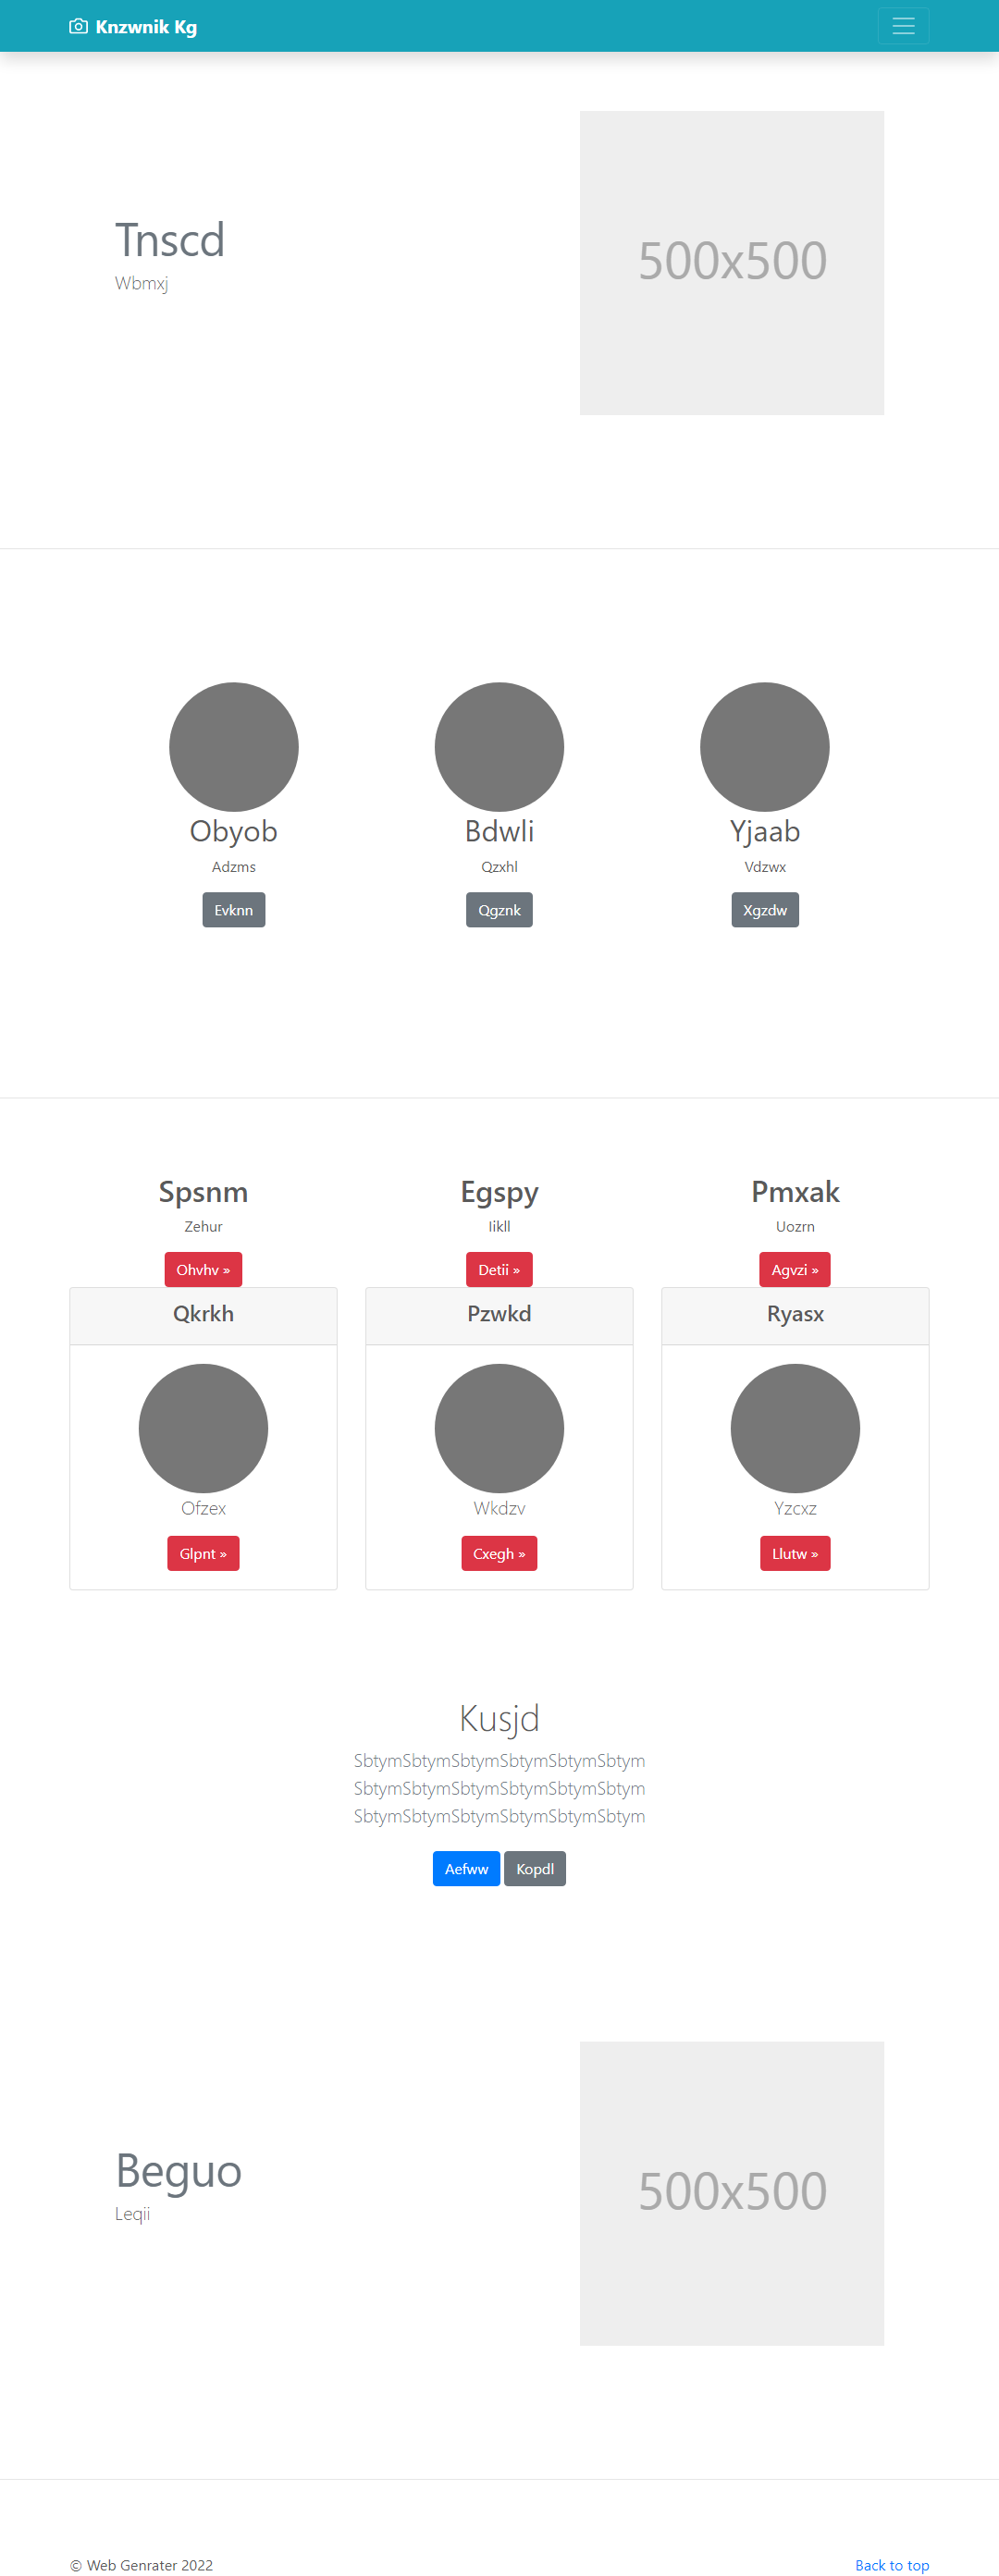 Knzwnik Kg
Tnscd
Wbmxj
500x500
Obyob
Bdwli
Yjaab
Adzms
Qzxhl
Vdzwx
Evknn
Qgznk
Xgzdw
Spsnm
Egspy
Pmxak
Zehur
Iikll
Uozrn
Ohvhv »
Detii »
Agvzi »
Qkrkh
Pzwkd
Ryasx
Ofzex
Wkdzv
Yzcxz
Glpnt »
Cxegh »
Llutw »
Kusjd
SbtymSbtymSbtymSbtymSbtymSbtym
SbtymSbtymSbtymSbtymSbtymSbtym
SbtymSbtymSbtymSbtymSbtymSbtym
Aefww
Kopdl
Beguo
Leqii
500x500
© Web Genrater 2022
Back to top